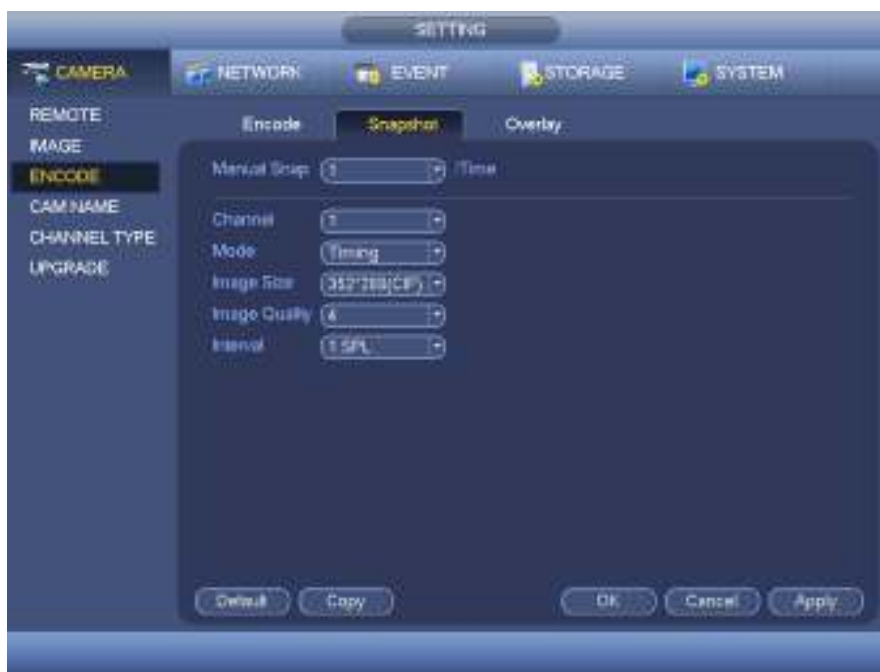 SETTING
CAMERA NETWORK EVENT STORAGE SYSTEM
REMOTE
IMAGE
ENCODE
CAM NAME
CHANNEL TYPE
UPGRADE
Encode Snapshot Overlay
Manual Snap 1 /Time
Channel 1
Mode Timing
Image Size 352*288(CIF)
Image Quality 4
Interval 1 SPL
Default Copy OK Cancel Apply